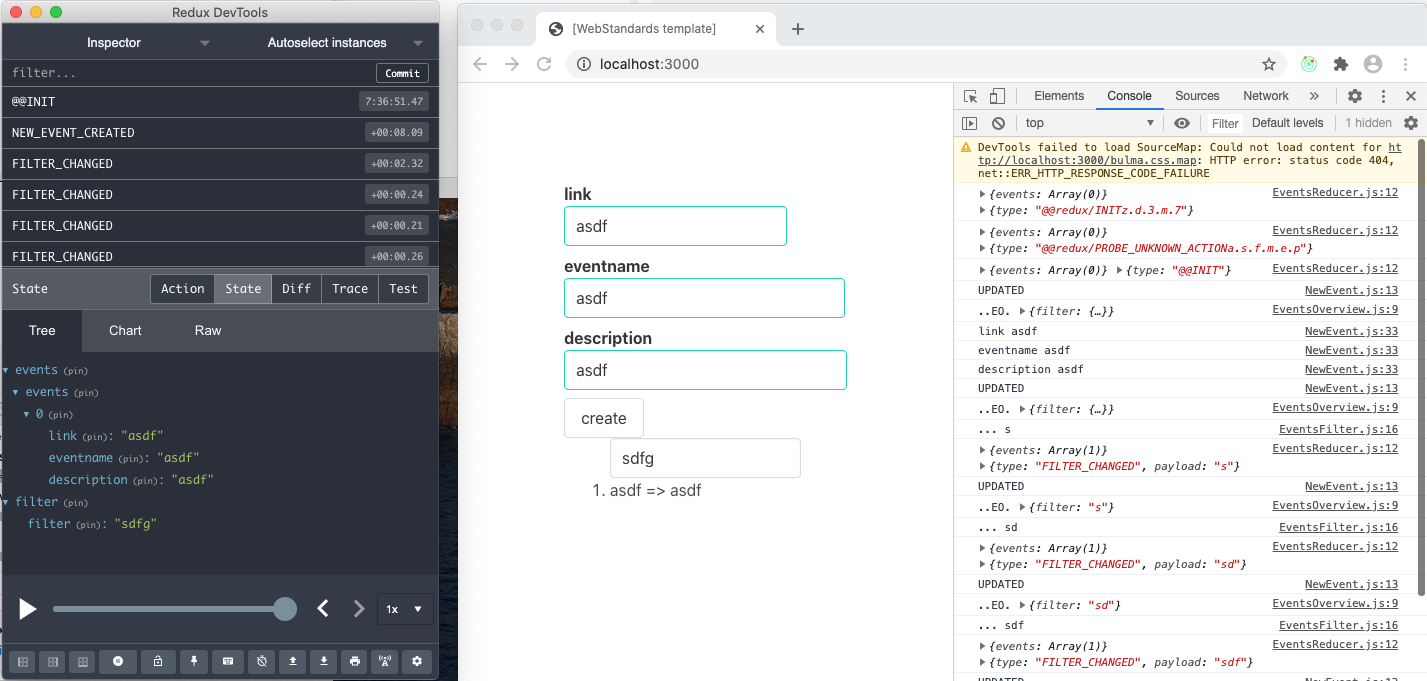 Redux DevTools
Inspector
Autoselect instances
filter...
Commit
@@INIT
7:36:51.47
NEW_EVENT_CREATED
+00:08.09
FILTER_CHANGED
+00:02.32
FILTER_CHANGED
+00:00.24
FILTER_CHANGED
+00:00.21
FILTER_CHANGED
+00:00.26
State
Action
State
Diff
Trace
Test
Tree
Chart
Raw
events (pin)
events (pin)
0 (pin)
link (pin): "asdf"
eventname (pin): "asdf"
description (pin): "asdf"
filter (pin)
filter (pin): "sdfg"
1x
[WebStandards template]
localhost:3000
link
asdf
eventname
asdf
description
asdf
create
sdfg
1. asdf => asdf
Elements
Console
Sources
Network
»
top
Filter
Default levels
1 hidden
DevTools failed to load SourceMap: Could not load content for ht
tp://localhost:3000/bulma.css.map: HTTP error: status code 404,
net::ERR_HTTP_RESPONSE_CODE_FAILURE
{events: Array(0)} EventsReducer.js:12
{type: "@@redux/INITz.d.3.m.7"}
{events: Array(0)} EventsReducer.js:12
{type: "@@redux/PROBE_UNKNOWN_ACTIONa.s.f.m.e.p"}
{events: Array(0)} {type: "@@INIT"} EventsReducer.js:12
UPDATED NewEvent.js:13
..EO. {filter: {…}} EventsOverview.js:9
link asdf NewEvent.js:33
eventname asdf NewEvent.js:33
description asdf NewEvent.js:33
UPDATED NewEvent.js:13
..EO. {filter: {…}} EventsOverview.js:9
... s EventsFilter.js:16
{events: Array(1)} EventsReducer.js:12
{type: "FILTER_CHANGED", payload: "s"}
UPDATED NewEvent.js:13
..EO. {filter: "s"} EventsOverview.js:9
... sd EventsFilter.js:16
{events: Array(1)} EventsReducer.js:12
{type: "FILTER_CHANGED", payload: "sd"}
UPDATED NewEvent.js:13
..EO. {filter: "sd"} EventsOverview.js:9
... sdf EventsFilter.js:16
{events: Array(1)} EventsReducer.js:12
{type: "FILTER_CHANGED", payload: "sdf"}
UPDATED NewEvent.js:13